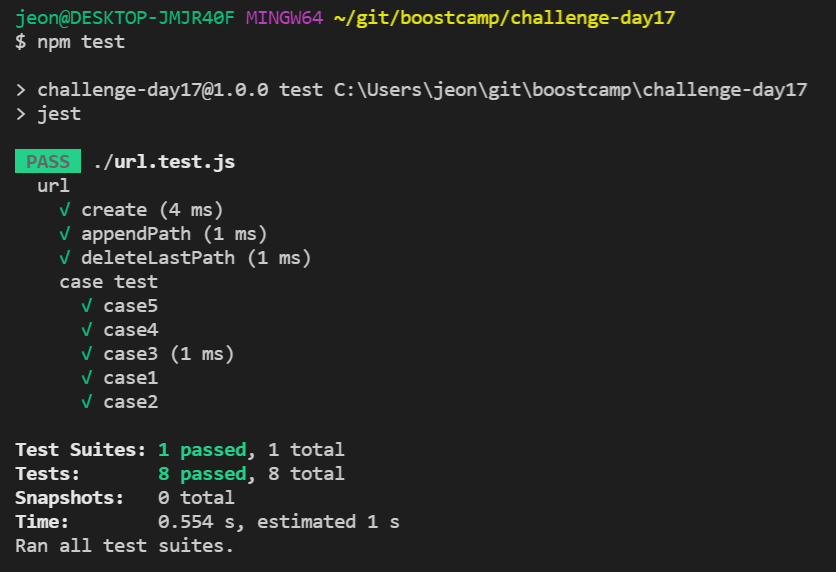 jeon@DESKTOP-JMJR40F MINGW64 ~/git/boostcamp/challenge-day17
$ npm test
> challenge-day17@1.0.0 test C:\Users\jeon\git\boostcamp\challenge-day17
> jest
PASS ./url.test.js
url
√ create (4 ms)
√ appendPath (1 ms)
√ deleteLastPath (1 ms)
case test
√ case5
√ case4
√ case3 (1 ms)
√ case1
√ case2
Test Suites: 1 passed, 1 total
Tests: 8 passed, 8 total
Snapshots: 0 total
Time: 0.554 s, estimated 1 s
Ran all test suites.